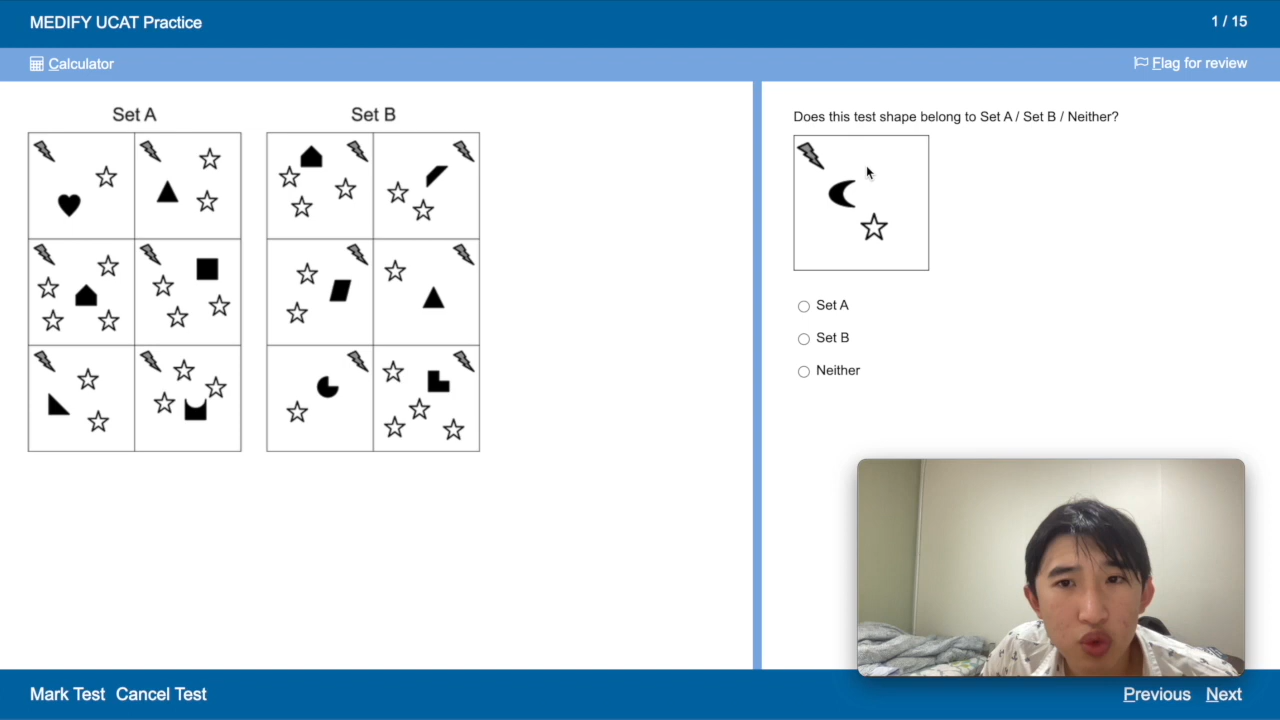 MEDIFY UCAT Practice
1 / 15
Calculator
Flag for review
Set A
Set B
Does this test shape belong to Set A / Set B / Neither?
Set A
Set B
Neither
Mark Test Cancel Test
Previous Next